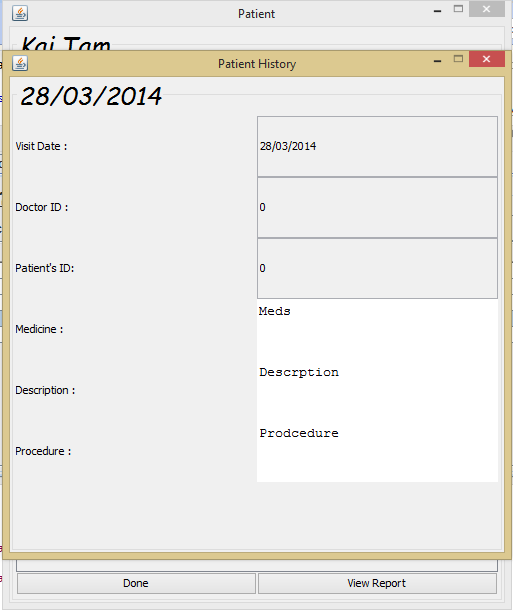 Patient
Kai Tam
Patient History
28/03/2014
Visit Date :
28/03/2014
Doctor ID :
0
Patient's ID:
0
Medicine :
Meds
Description :
Descrption
Procedure :
Prodcedure
Done
View Report